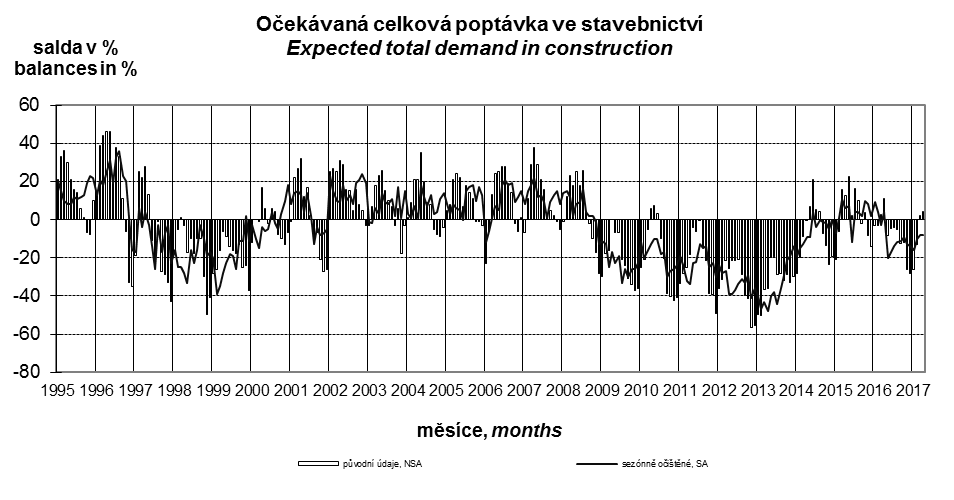 Očekávaná celková poptávka ve stavebnictví
Expected total demand in construction
salda v %
balances in %
60
40
20
0
-20
-40
-60
-80
1995 1996 1997 1998 1999 2000 2001 2002 2003 2004 2005 2006 2007 2008 2009 2010 2011 2012 2013 2014 2015 2016 2017
měsíce, months
původní údaje, NSA
sezónně očištěné, SA